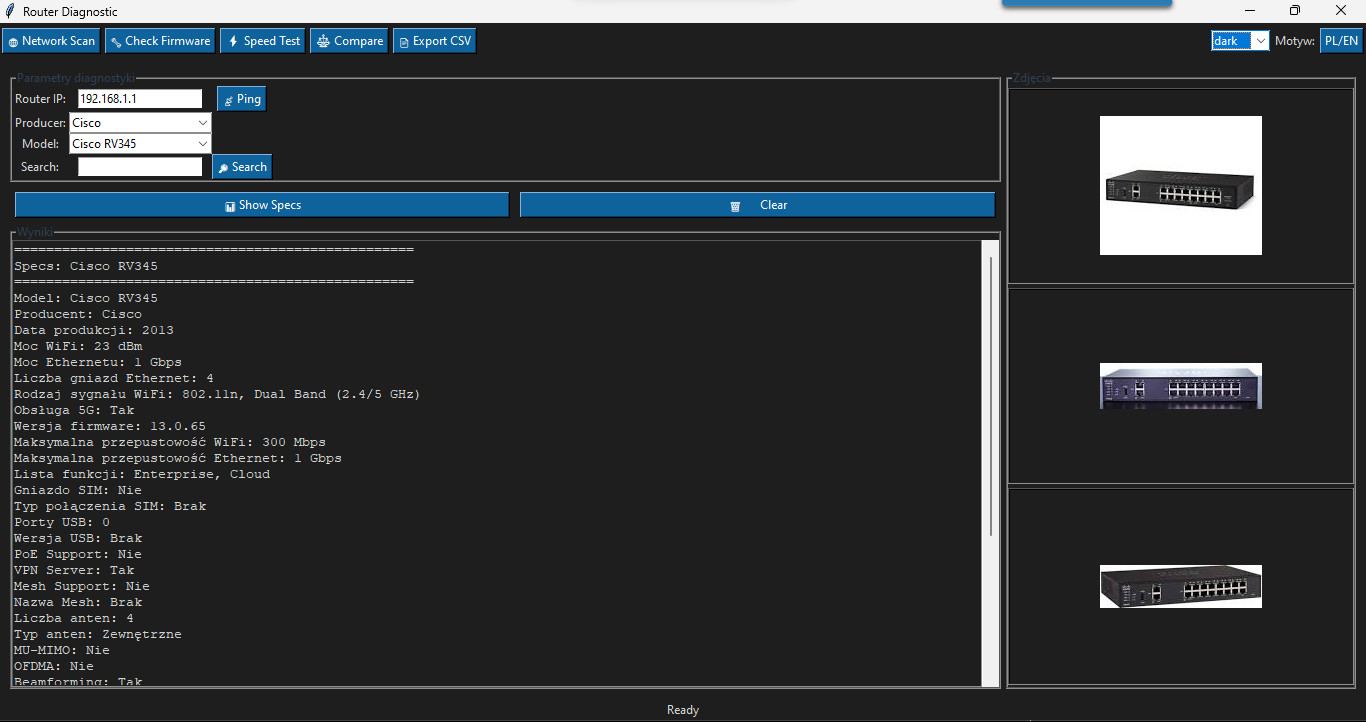 Router Diagnostic
Network Scan Check Firmware Speed Test Compare Export CSV dark Motyw: PL/EN
Parametry diagnostyki
Router IP: 192.168.1.1 Ping
Producer: Cisco
Model: Cisco RV345
Search: Search
Show Specs Clear
Wyniki
==================================================
Specs: Cisco RV345
==================================================
Model: Cisco RV345
Producent: Cisco
Data produkcji: 2013
Moc WiFi: 23 dBm
Moc Ethernetu: 1 Gbps
Liczba gniazd Ethernet: 4
Rodzaj sygnału WiFi: 802.11n, Dual Band (2.4/5 GHz)
Obsługa 5G: Tak
Wersja firmware: 13.0.65
Maksymalna przepustowość WiFi: 300 Mbps
Maksymalna przepustowość Ethernet: 1 Gbps
Lista funkcji: Enterprise, Cloud
Gniazdo SIM: Nie
Typ połączenia SIM: Brak
Porty USB: 0
Wersja USB: Brak
PoE Support: Nie
VPN Server: Tak
Mesh Support: Nie
Nazwa Mesh: Brak
Liczba anten: 4
Typ anten: Zewnętrzne
MU-MIMO: Nie
OFDMA: Nie
Beamforming: Tak
Zdjęcia
Ready